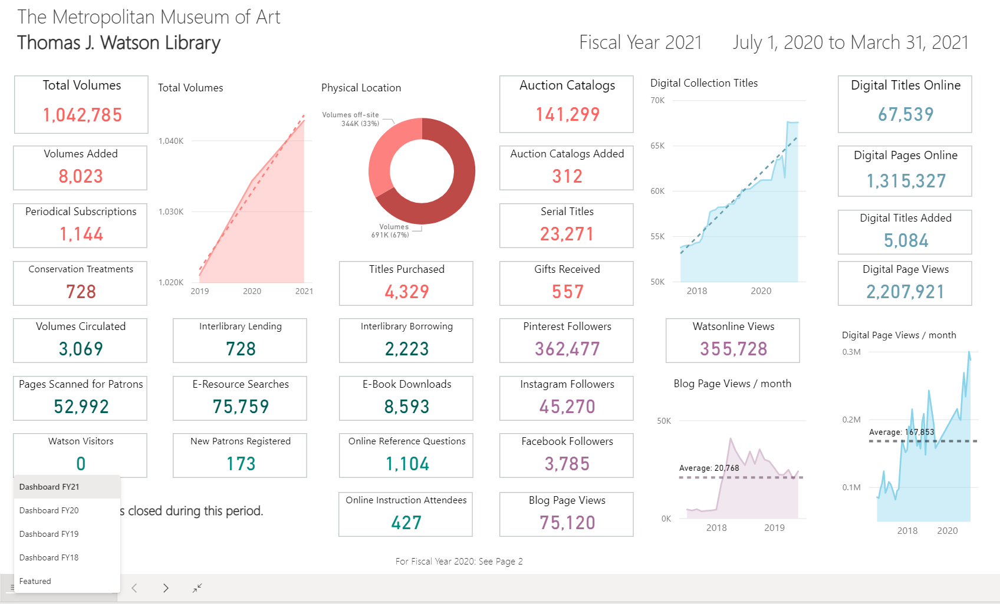 The Metropolitan Museum of Art
Thomas J. Watson Library
Fiscal Year 2021
July 1, 2020 to March 31, 2021
Total Volumes
1,042,785
Volumes Added
8,023
Periodical Subscriptions
1,144
Conservation Treatments
728
Total Volumes
1,040K
1,030K
1,020K
2019
2020
2021
Physical Location
Volumes off-site
344K (33%)
Volumes
691K (67%)
Titles Purchased
4,329
Auction Catalogs
141,299
Auction Catalogs Added
312
Serial Titles
23,271
Gifts Received
557
Digital Collection Titles
70K
65K
60K
55K
50K
2018
2020
Digital Titles Online
67,539
Digital Pages Online
1,315,327
Digital Titles Added
5,084
Digital Page Views
2,207,921
Volumes Circulated
3,069
Interlibrary Lending
728
Interlibrary Borrowing
2,223
Pinterest Followers
362,477
Watsonline Views
355,728
Pages Scanned for Patrons
52,992
E-Resource Searches
75,759
E-Book Downloads
8,593
Instagram Followers
45,270
Watson Visitors
0
New Patrons Registered
173
Online Reference Questions
1,104
Facebook Followers
3,785
Online Instruction Attendees
427
Blog Page Views
75,120
Blog Page Views / month
50K
Average: 20,768
0K
2018
2019
Digital Page Views / month
0.3M
0.2M
Average: 167,853
0.1M
2018
2020
s closed during this period.
Dashboard FY21
Dashboard FY20
Dashboard FY19
Dashboard FY18
Featured
For Fiscal Year 2020: See Page 2